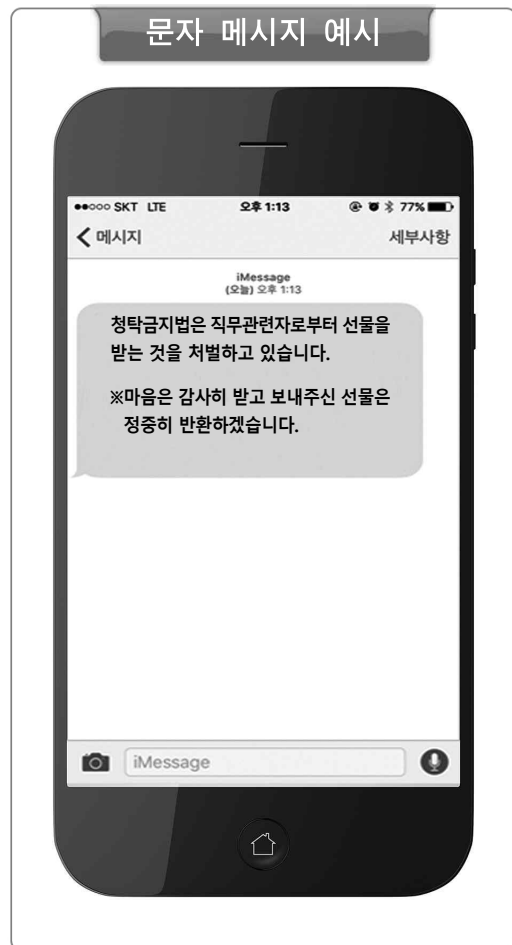 문자 메시지 예시
SKT LTE 오후 1:13 77%
메시지 세부사항
iMessage
(오늘) 오후 1:13
청탁금지법은 직무관련자로부터 선물을
받는 것을 처벌하고 있습니다.
※마음은 감사히 받고 보내주신 선물은
정중히 반환하겠습니다.
iMessage